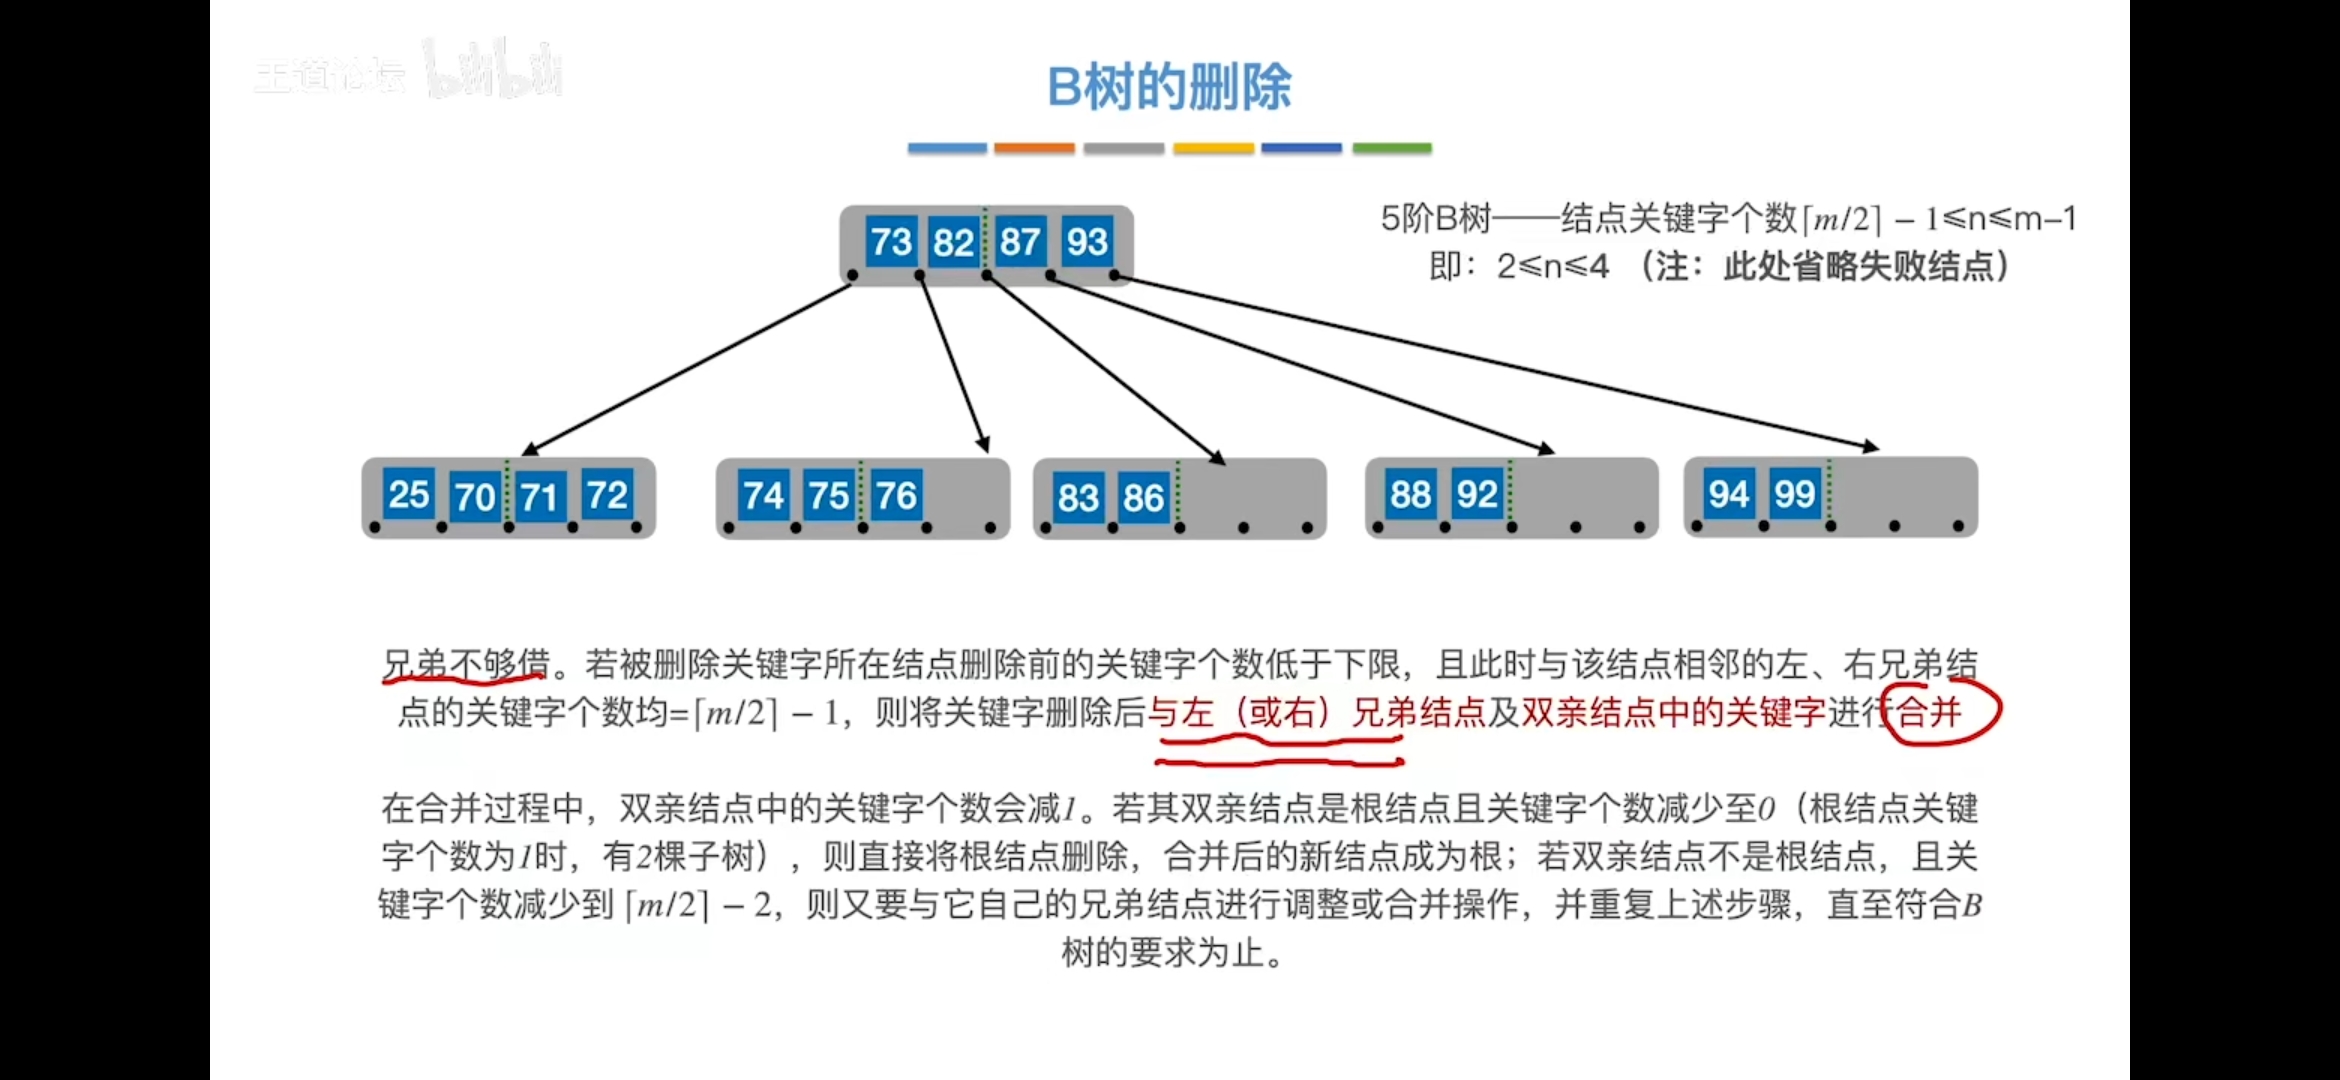 王道论坛 bilibili
B树的删除
5阶B树——结点关键字个数⌈m/2⌉ – 1≤n≤m–1
即：2≤n≤4 （注：此处省略失败结点）
73 82 87 93
25 70 71 72
74 75 76
83 86
88 92
94 99
兄弟不够借。若被删除关键字所在结点删除前的关键字个数低于下限，且此时与该结点相邻的左、右兄弟结
点的关键字个数均=⌈m/2⌉ – 1，则将关键字删除后与左（或右）兄弟结点及双亲结点中的关键字进行合并
在合并过程中，双亲结点中的关键字个数会减1。若其双亲结点是根结点且关键字个数减少至0（根结点关键
字个数为1时，有2棵子树），则直接将根结点删除，合并后的新结点成为根；若双亲结点不是根结点，且关
键字个数减少到 ⌈m/2⌉ – 2，则又要与它自己的兄弟结点进行调整或合并操作，并重复上述步骤，直至符合B
树的要求为止。